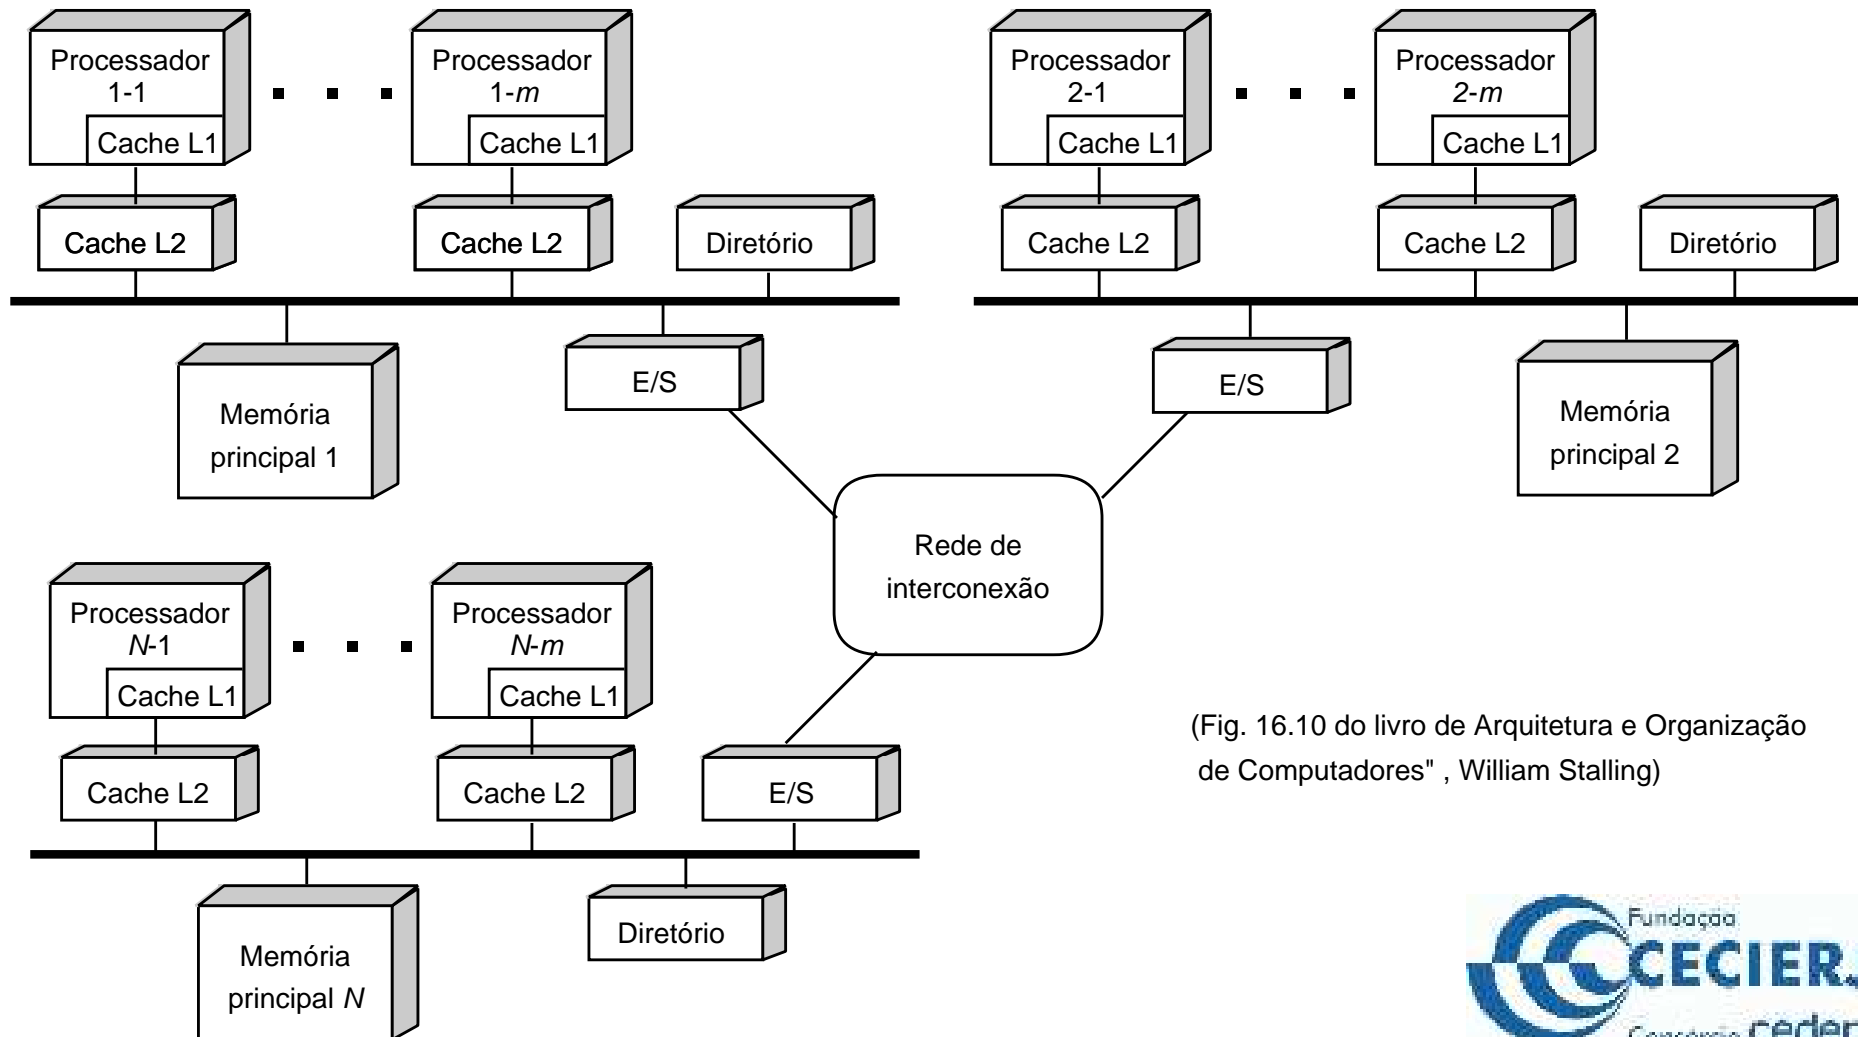 Processador
1-1
Cache L1
Processador
1-m
Cache L1
Processador
2-1
Cache L1
Processador
2-m
Cache L1
Cache L2
Cache L2
Diretório
Cache L2
Cache L2
Diretório
Memória
principal 1
E/S
E/S
Memória
principal 2
Rede de
interconexão
Processador
N-1
Cache L1
Processador
N-m
Cache L1
Cache L2
Cache L2
E/S
Memória
principal N
Diretório
(Fig. 16.10 do livro de Arquitetura e Organização
de Computadores" , William Stalling)
Fundação
CECIER
Consórcio ceder